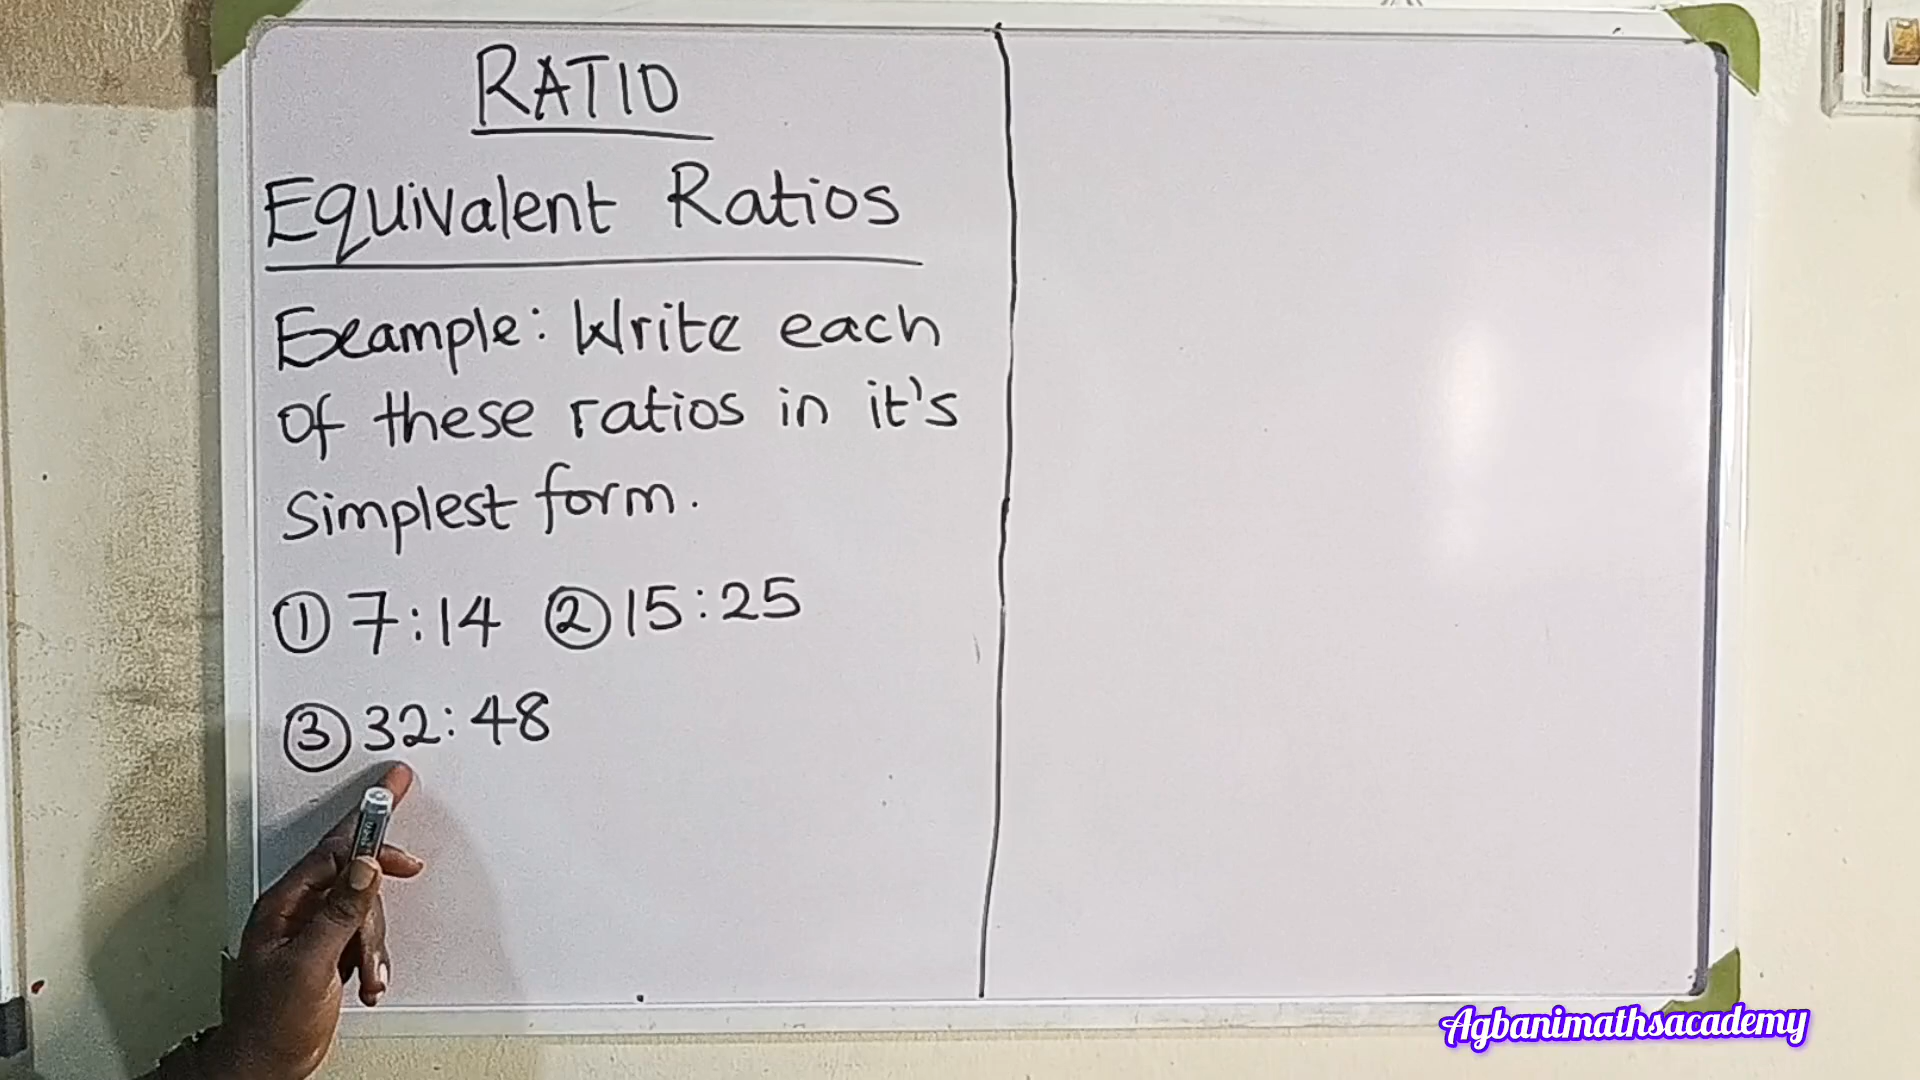 RATIO
Equivalent Ratios
Example: Write each
of these ratios in it's
simplest form.
① 7:14 ② 15:25
③ 32:48
Agbanimathsacademy